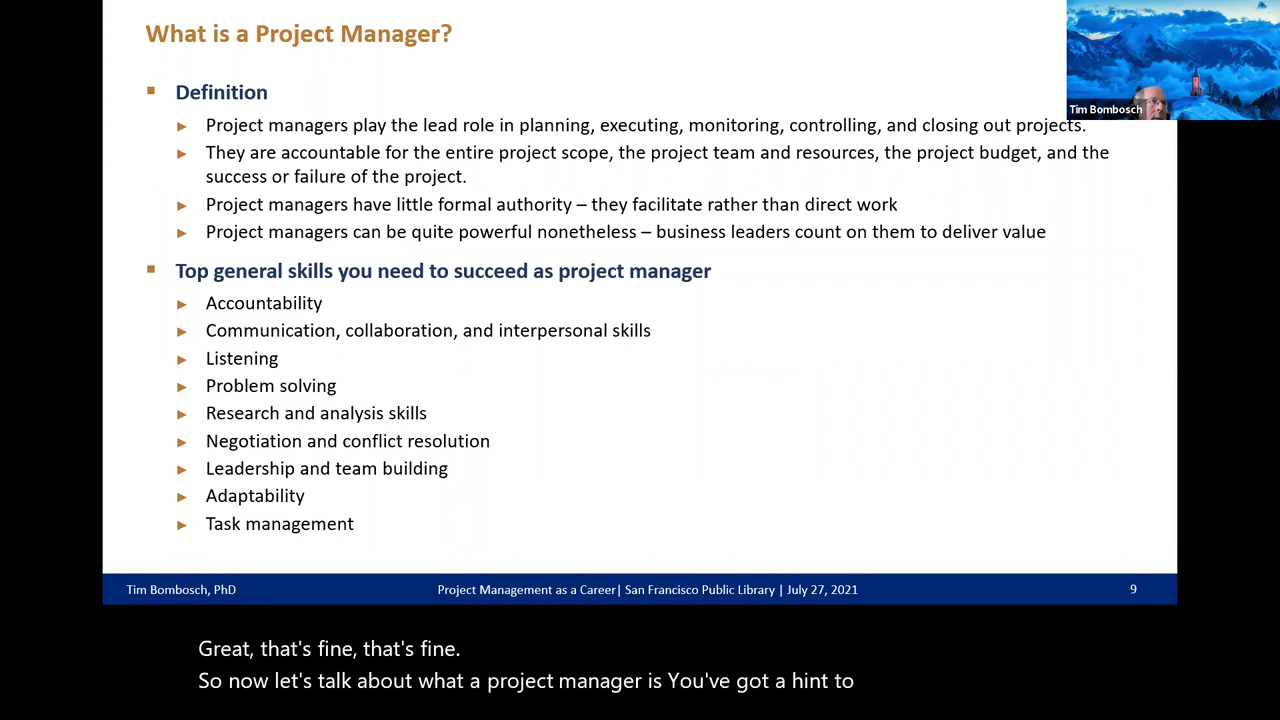 What is a Project Manager?
Tim Bombosch
Definition
Project managers play the lead role in planning, executing, monitoring, controlling, and closing out projects.
They are accountable for the entire project scope, the project team and resources, the project budget, and the
success or failure of the project.
Project managers have little formal authority – they facilitate rather than direct work
Project managers can be quite powerful nonetheless – business leaders count on them to deliver value
Top general skills you need to succeed as project manager
Accountability
Communication, collaboration, and interpersonal skills
Listening
Problem solving
Research and analysis skills
Negotiation and conflict resolution
Leadership and team building
Adaptability
Task management
Tim Bombosch, PhD
Project Management as a Career| San Francisco Public Library | July 27, 2021
9
Great, that's fine, that's fine.
So now let's talk about what a project manager is You've got a hint to